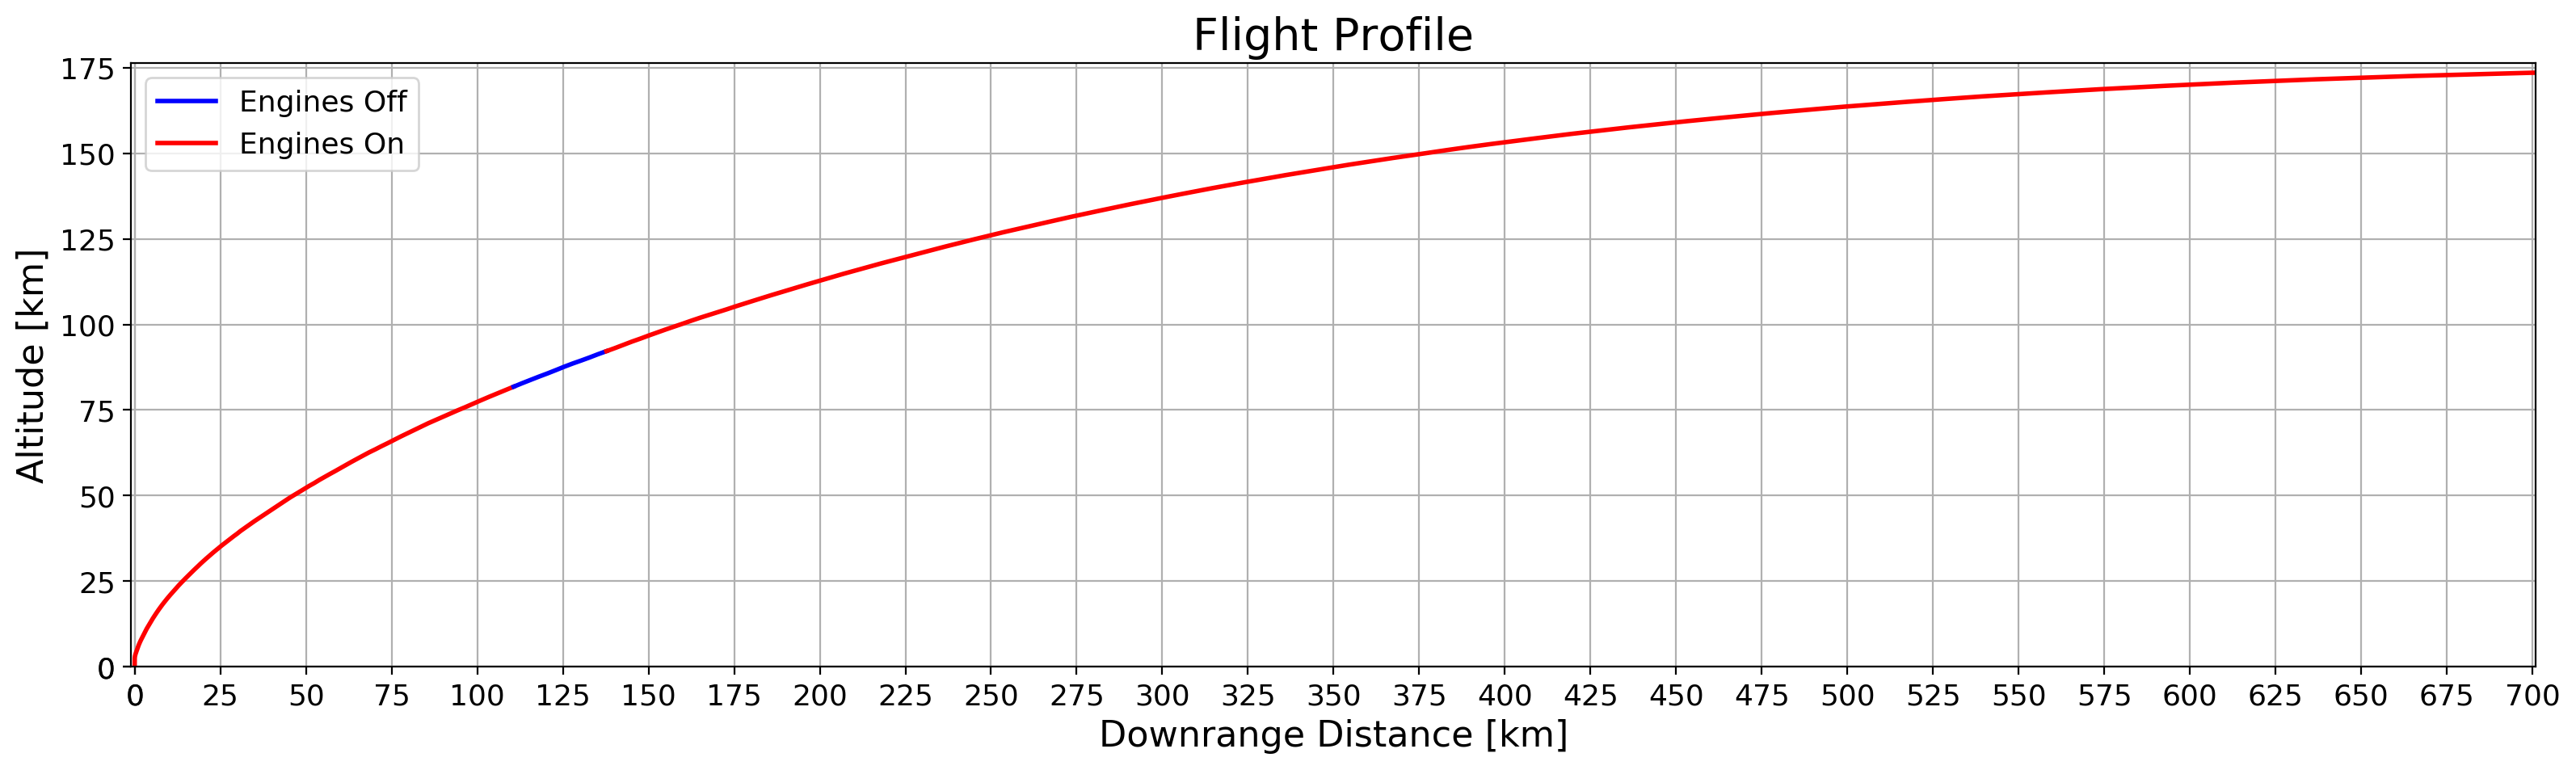 Flight Profile
Engines Off
Engines On
Altitude [km]
175
150
125
100
75
50
25
0
0 25 50 75 100 125 150 175 200 225 250 275 300 325 350 375 400 425 450 475 500 525 550 575 600 625 650 675 700
Downrange Distance [km]